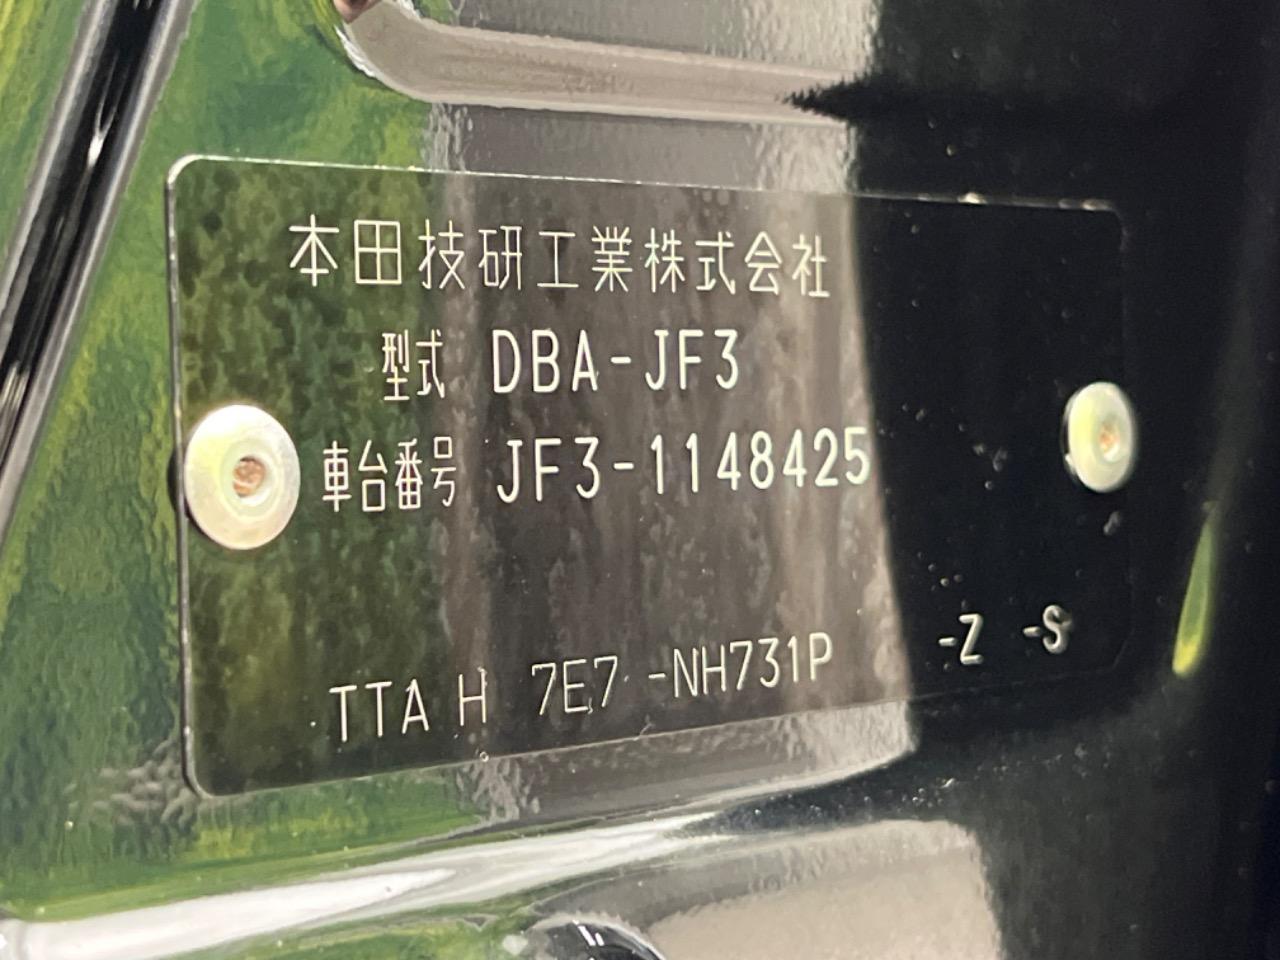 本田技研工業株式会社
型式 DBA-JF3
車台番号 JF3-1148425
TTA H 7E7 -NH731P -Z -S